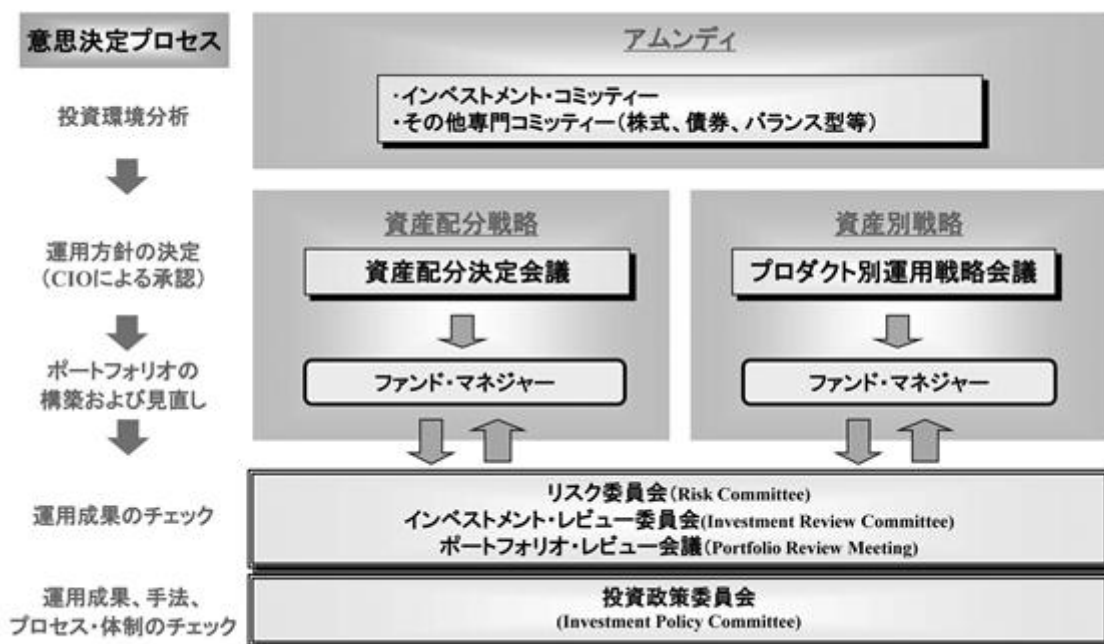 意思決定プロセス
アムンディ
投資環境分析
・インベストメント・コミッティー
・その他専門コミッティー（株式、債券、バランス型等）
運用方針の決定
（CIOによる承認）
資産配分戦略
資産配分決定会議
資産別戦略
プロダクト別運用戦略会議
ポートフォリオの
構築および見直し
ファンド・マネジャー
ファンド・マネジャー
運用成果のチェック
リスク委員会(Risk Committee)
インベストメント・レビュー委員会(Investment Review Committee)
ポートフォリオ・レビュー会議(Portfolio Review Meeting)
運用成果、手法、
プロセス・体制のチェック
投資政策委員会
(Investment Policy Committee)